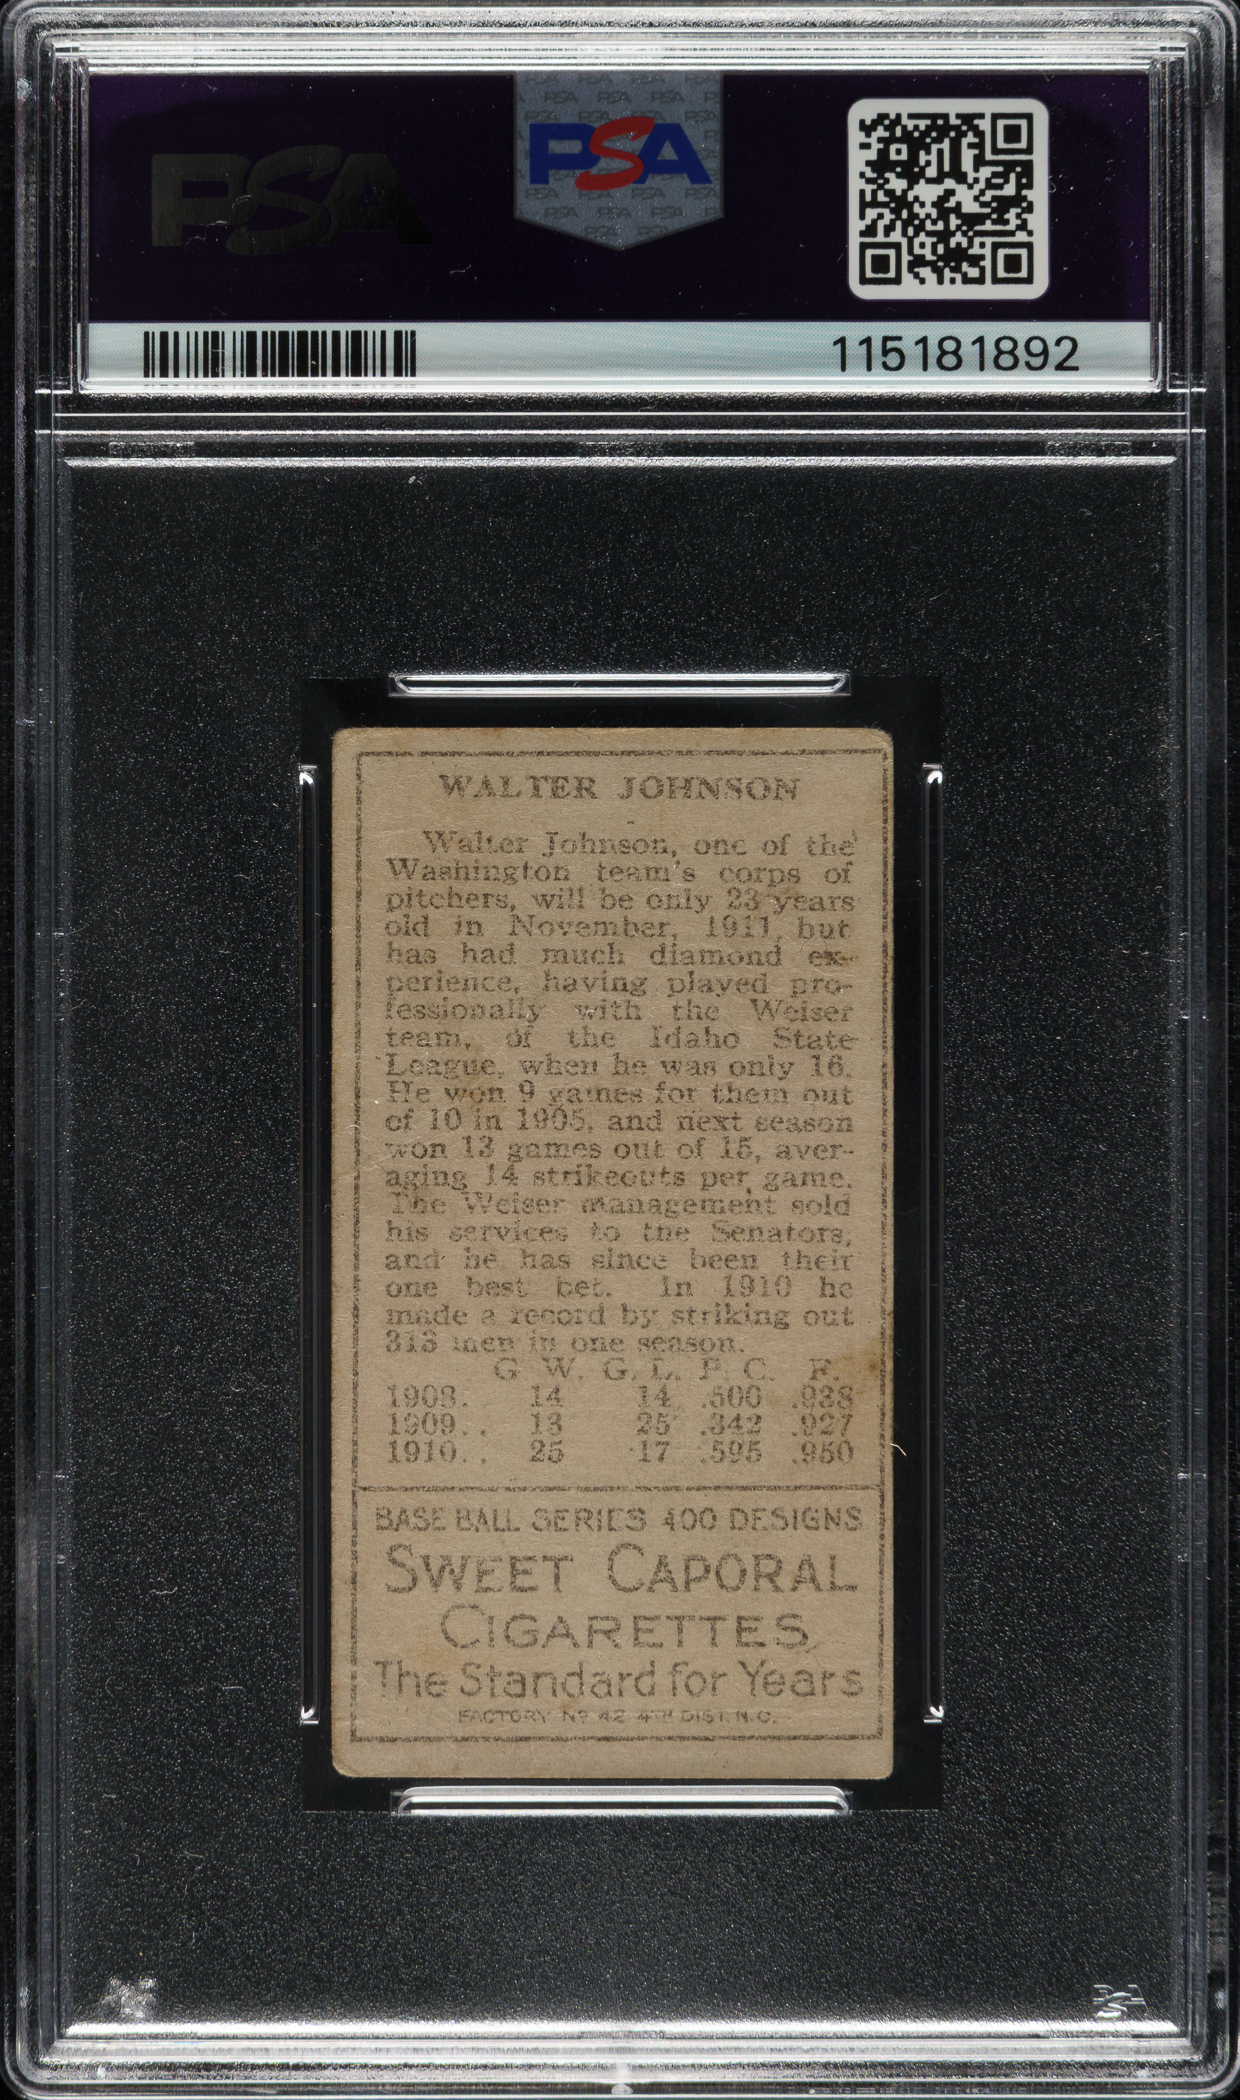 PSA
PSA
115181892
WALTER JOHNSON
Walter Johnson, one of the
Washington team's corps of
pitchers, will be only 23 years
old in November, 1911, but
has had much diamond ex-
perience, having played pro-
fessionally with the Weiser
team, of the Idaho State
League, when he was only 16.
He won 9 games for them out
of 10 in 1905, and next season
won 13 games out of 15, aver-
aging 14 strikeouts per game.
The Weiser management sold
his services to the Senators,
and he has since been their
one best bet. In 1910 he
made a record by striking out
313 men in one season.
G. W. G. L. P. C. F.
1908. 14 14 .500 .938
1909.. 13 25 .342 .927
1910.. 25 17 .595 .950
BASE BALL SERIES 400 DESIGNS
SWEET CAPORAL
CIGARETTES
The Standard for Years
FACTORY No 42 4TH DIST. N.C.